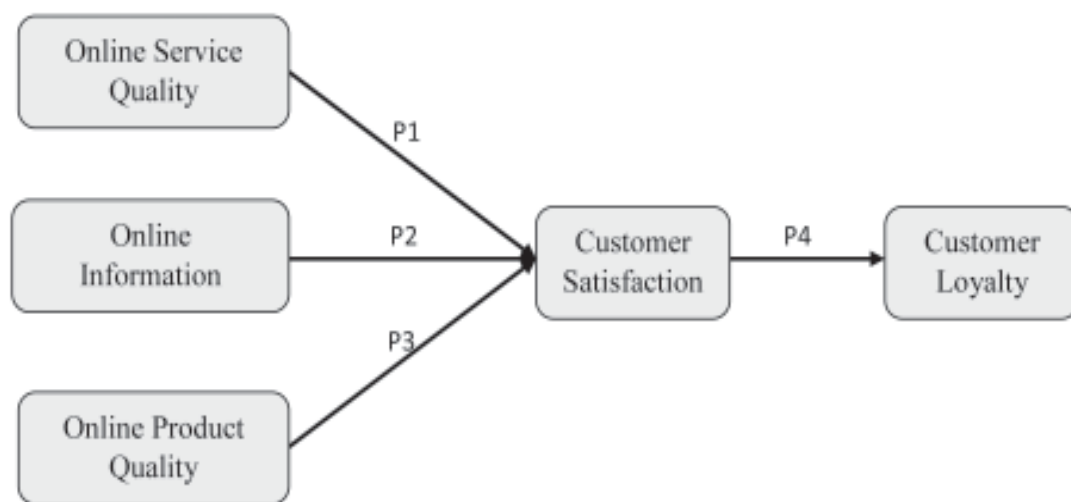 Online Service
Quality
P1
Online
Information
P2
Customer
Satisfaction
P4
Customer
Loyalty
P3
Online Product
Quality